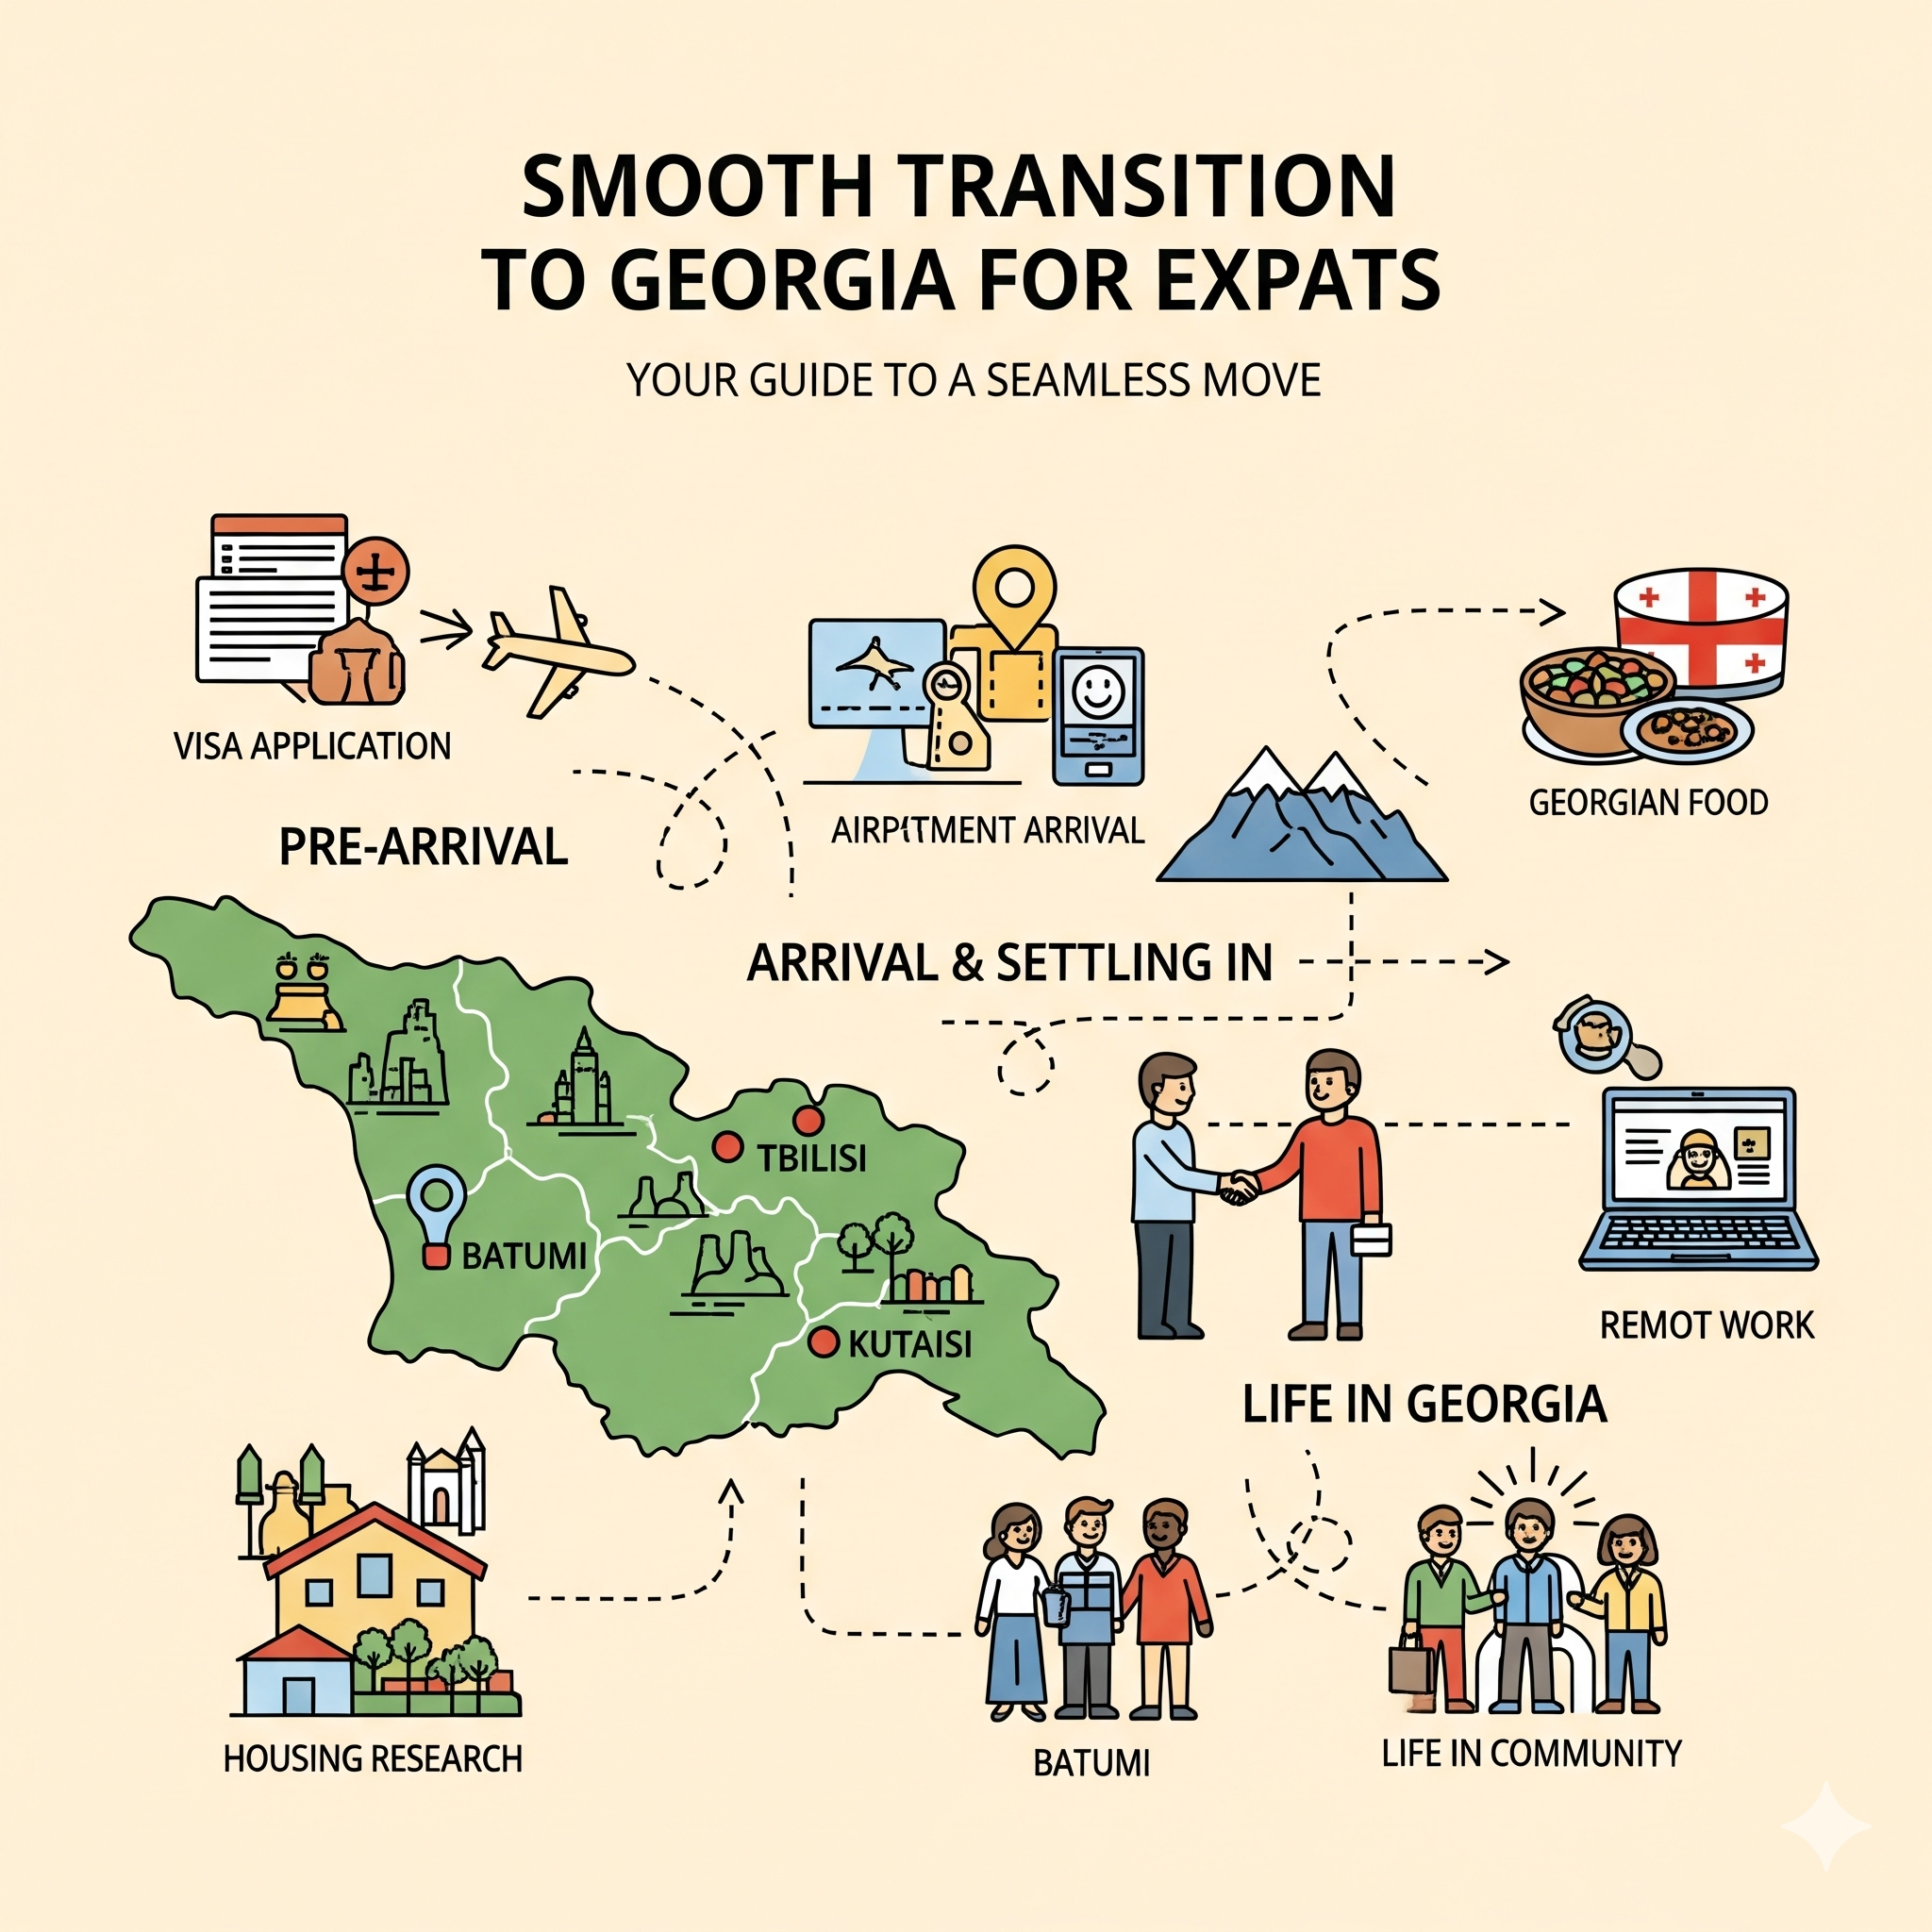 SMOOTH TRANSITION
TO GEORGIA FOR EXPATS
YOUR GUIDE TO A SEAMLESS MOVE
VISA APPLICATION
PRE-ARRIVAL
ARRIVAL
GEORGIAN FOOD
ARRIVAL & SETTLING IN
TBILISI
BATUMI
KUTAISI
REMOT WORK
LIFE IN GEORGIA
HOUSING RESEARCH
BATUMI
LIFE IN COMMUNITY